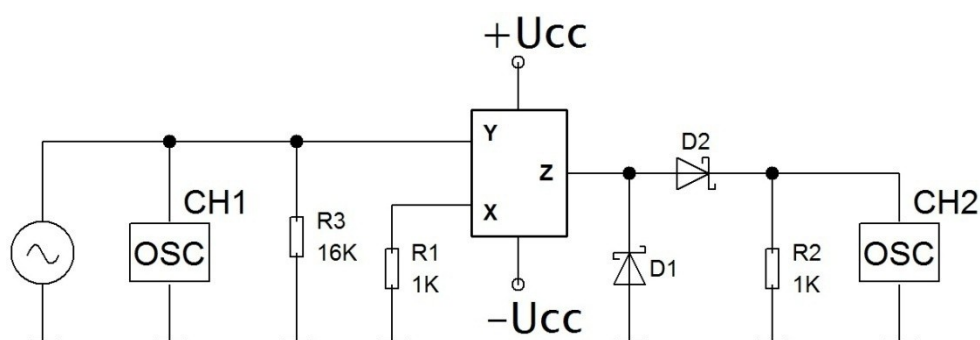 +Ucc
Y
D2
Z
CH1
CH2
X
R3
16K
R1
1K
OSC
D1
R2
1K
OSC
-Ucc